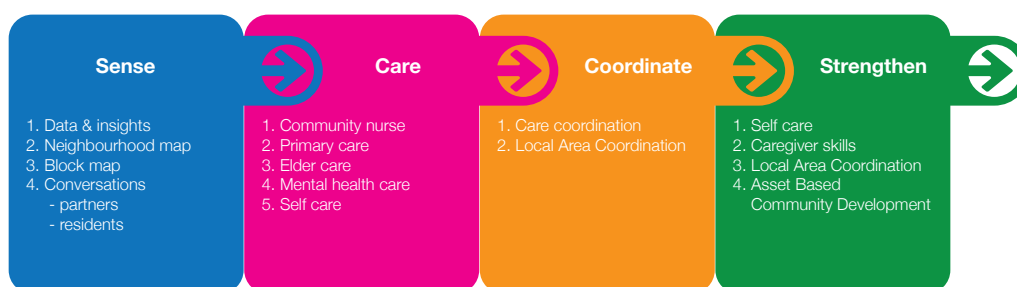 Sense
1. Data & insights
2. Neighbourhood map
3. Block map
4. Conversations
- partners
- residents
Care
1. Community nurse
2. Primary care
3. Elder care
4. Mental health care
5. Self care
Coordinate
1. Care coordination
2. Local Area Coordination
Strengthen
1. Self care
2. Caregiver skills
3. Local Area Coordination
4. Asset Based
Community Development